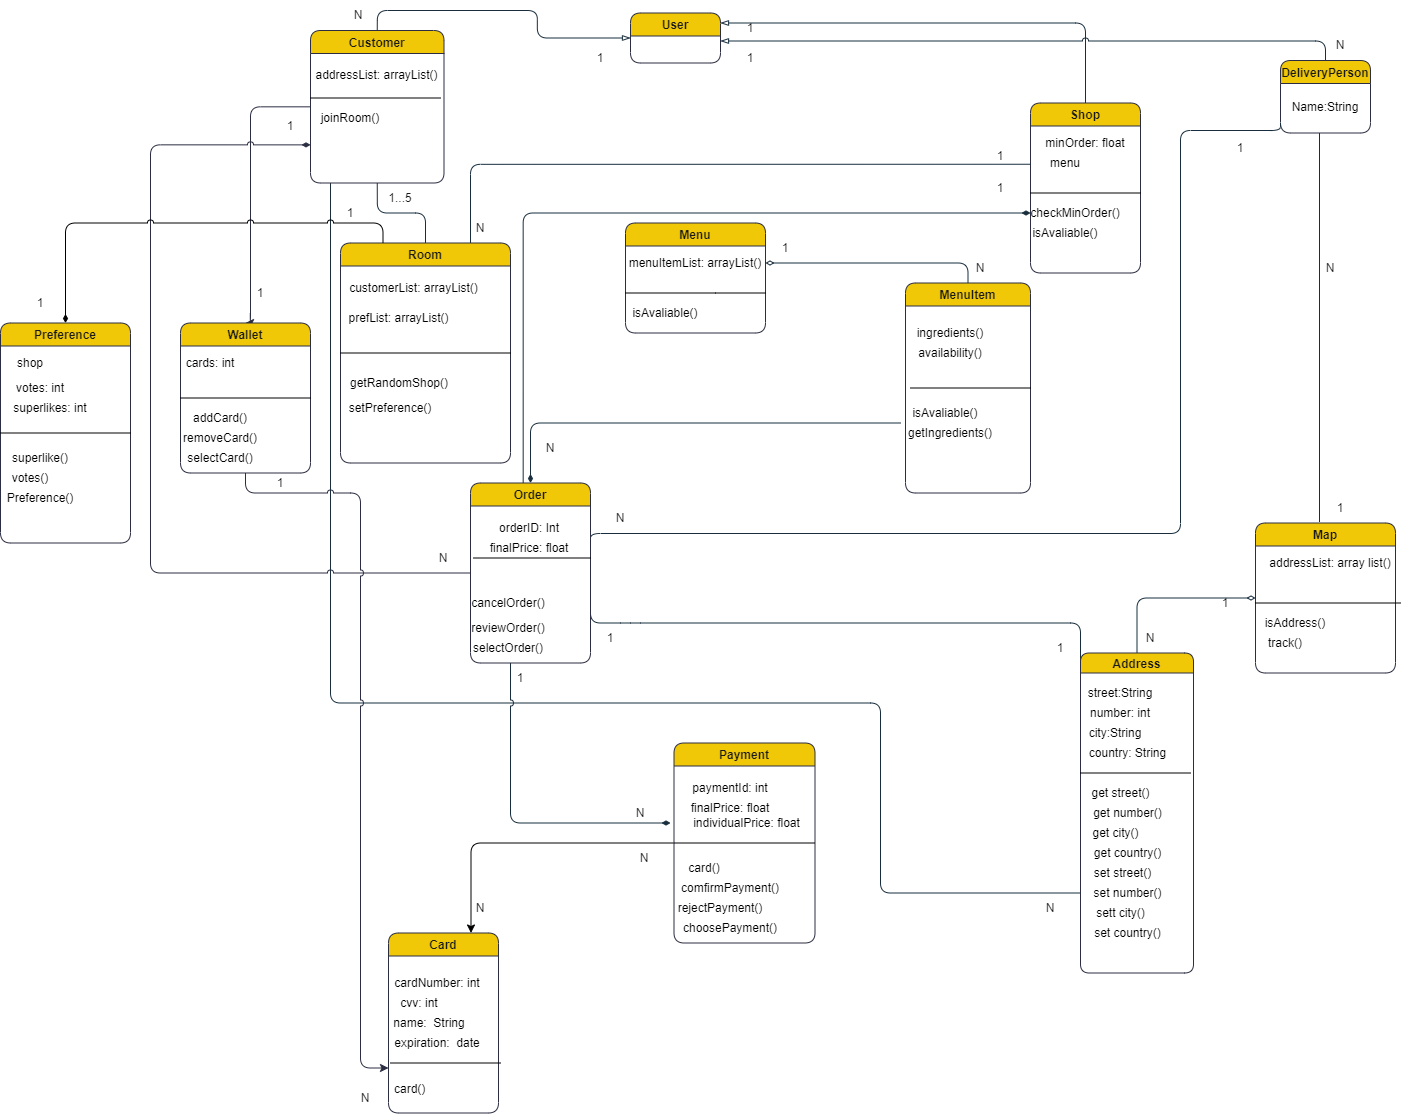 User
1
1
1
Customer
N
addressList: arrayList()
joinRoom()
1
1...5
DeliveryPerson
N
Name:String
1
N
Shop
minOrder: float
menu
checkMinOrder()
isAvaliable()
1
1
Room
1
N
customerList: arrayList()
prefList: arrayList()
getRandomShop()
setPreference()
Menu
menuItemList: arrayList()
isAvaliable()
1
N
MenuItem
ingredients()
availability()
isAvaliable()
getIngredients()
1
Preference
shop
votes: int
superlikes: int
superlike()
votes()
Preference()
1
Wallet
cards: int
addCard()
removeCard()
selectCard()
1
N
Order
N
N
orderID: Int
finalPrice: float
cancelOrder()
reviewOrder()
selectOrder()
1
1
1
Map
1
addressList: array list()
isAddress()
track()
1
N
Address
street:String
number: int
city:String
country: String
get street()
get number()
get city()
get country()
set street()
set number()
sett city()
set country()
1
N
Payment
paymentId: int
finalPrice: float
individualPrice: float
card()
comfirmPayment()
rejectPayment()
choosePayment()
N
N
N
Card
cardNumber: int
cvv: int
name:  String
expiration:  date
card()
N